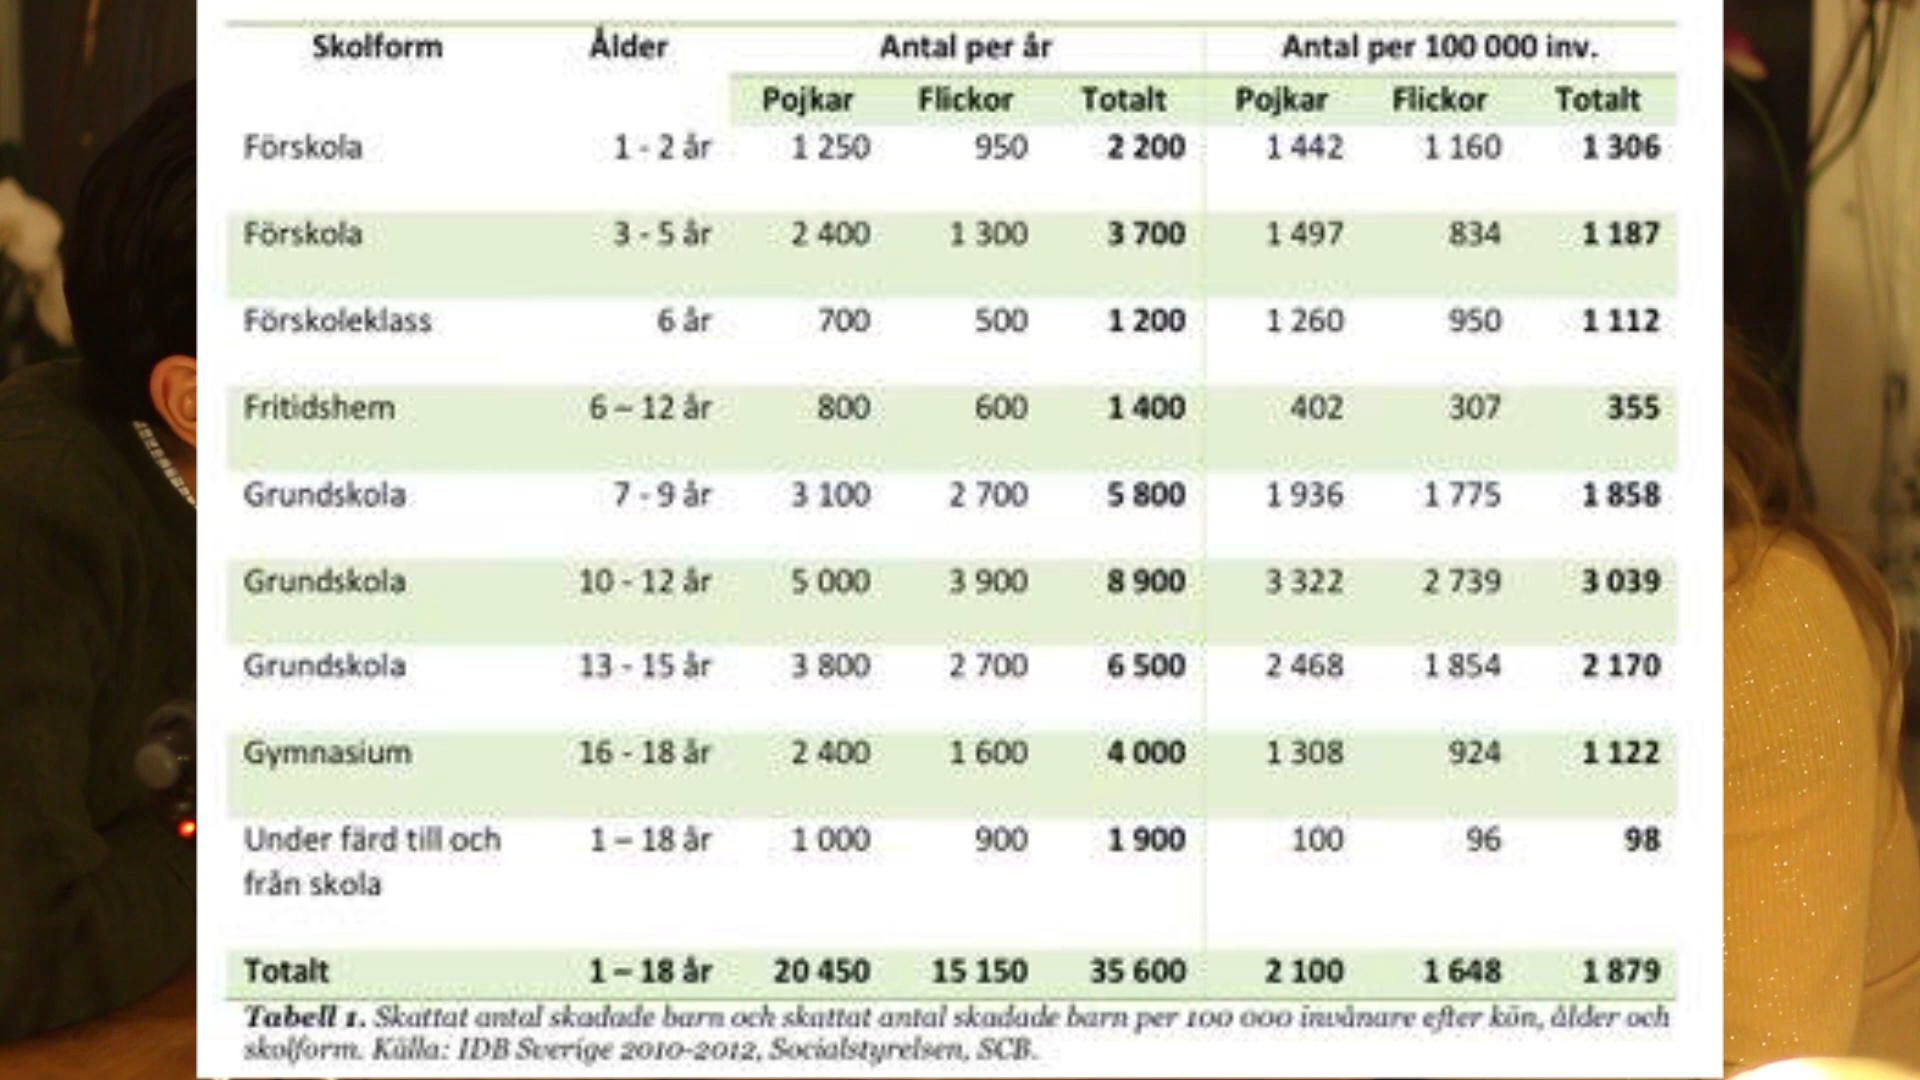 Skolform Ålder Antal per år Antal per 100 000 inv.
Pojkar Flickor Totalt Pojkar Flickor Totalt
Förskola 1 - 2 år 1 250 950 2 200 1 442 1 160 1 306
Förskola 3 - 5 år 2 400 1 300 3 700 1 497 834 1 187
Förskoleklass 6 år 700 500 1 200 1 260 950 1 112
Fritidshem 6 – 12 år 800 600 1 400 402 307 355
Grundskola 7 - 9 år 3 100 2 700 5 800 1 936 1 775 1 858
Grundskola 10 - 12 år 5 000 3 900 8 900 3 322 2 739 3 039
Grundskola 13 - 15 år 3 800 2 700 6 500 2 468 1 854 2 170
Gymnasium 16 - 18 år 2 400 1 600 4 000 1 308 924 1 122
Under färd till och 1 – 18 år 1 000 900 1 900 100 96 98
från skola
Totalt 1 – 18 år 20 450 15 150 35 600 2 100 1 648 1 879
Tabell 1. Skattat antal skadade barn och skattat antal skadade barn per 100 000 invånare efter kön, ålder och
skolform. Källa: IDB Sverige 2010-2012, Socialstyrelsen, SCB.